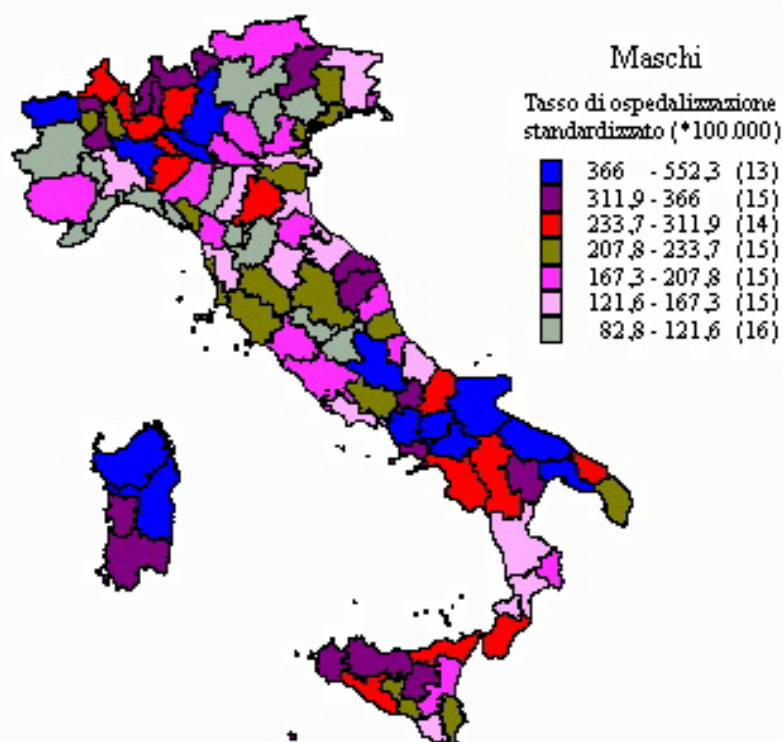 Maschi
Tasso di ospedalizzazione
standardizzato (*100.000)
366 - 552,3 (13)
311,9 - 366 (15)
233,7 - 311,9 (14)
207,8 - 233,7 (15)
167,3 - 207,8 (15)
121,6 - 167,3 (15)
82,8 - 121,6 (16)